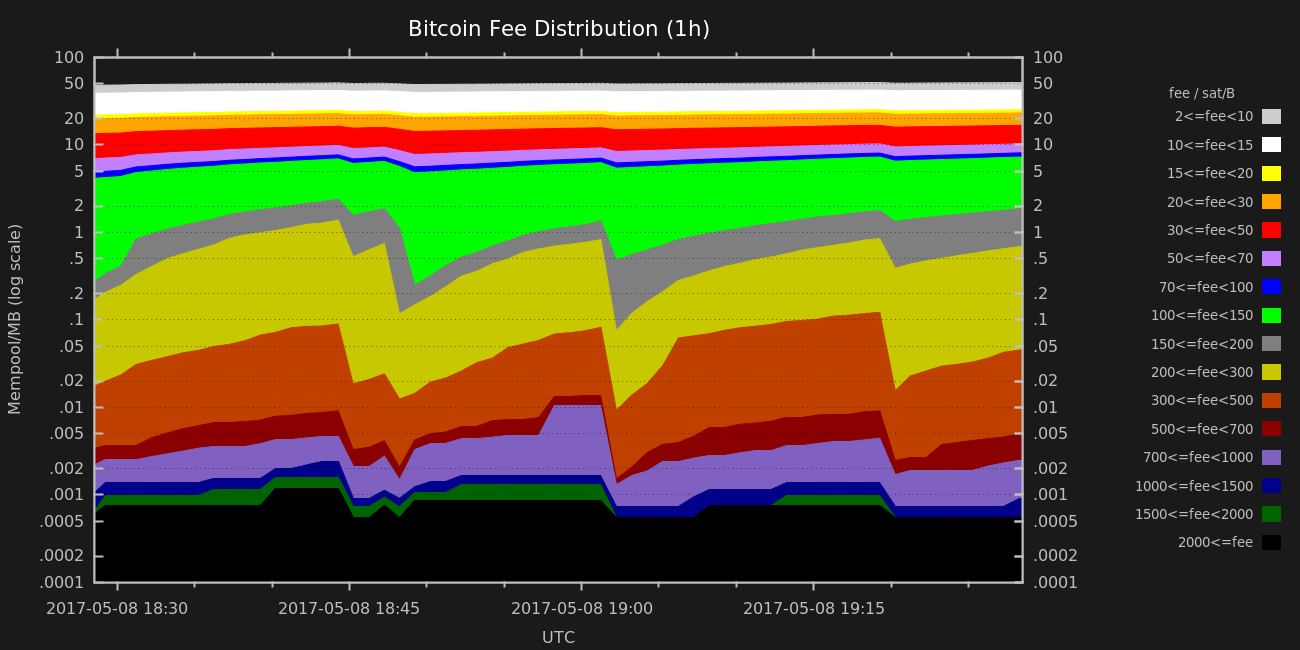 Bitcoin Fee Distribution (1h)
Mempool/MB (log scale)
100
50
20
10
5
2
1
.5
.2
.1
.05
.02
.01
.005
.002
.001
.0005
.0002
.0001
100
50
20
10
5
2
1
.5
.2
.1
.05
.02
.01
.005
.002
.001
.0005
.0002
.0001
2017-05-08 18:30
2017-05-08 18:45
2017-05-08 19:00
2017-05-08 19:15
UTC
fee / sat/B
2<=fee<10
10<=fee<15
15<=fee<20
20<=fee<30
30<=fee<50
50<=fee<70
70<=fee<100
100<=fee<150
150<=fee<200
200<=fee<300
300<=fee<500
500<=fee<700
700<=fee<1000
1000<=fee<1500
1500<=fee<2000
2000<=fee